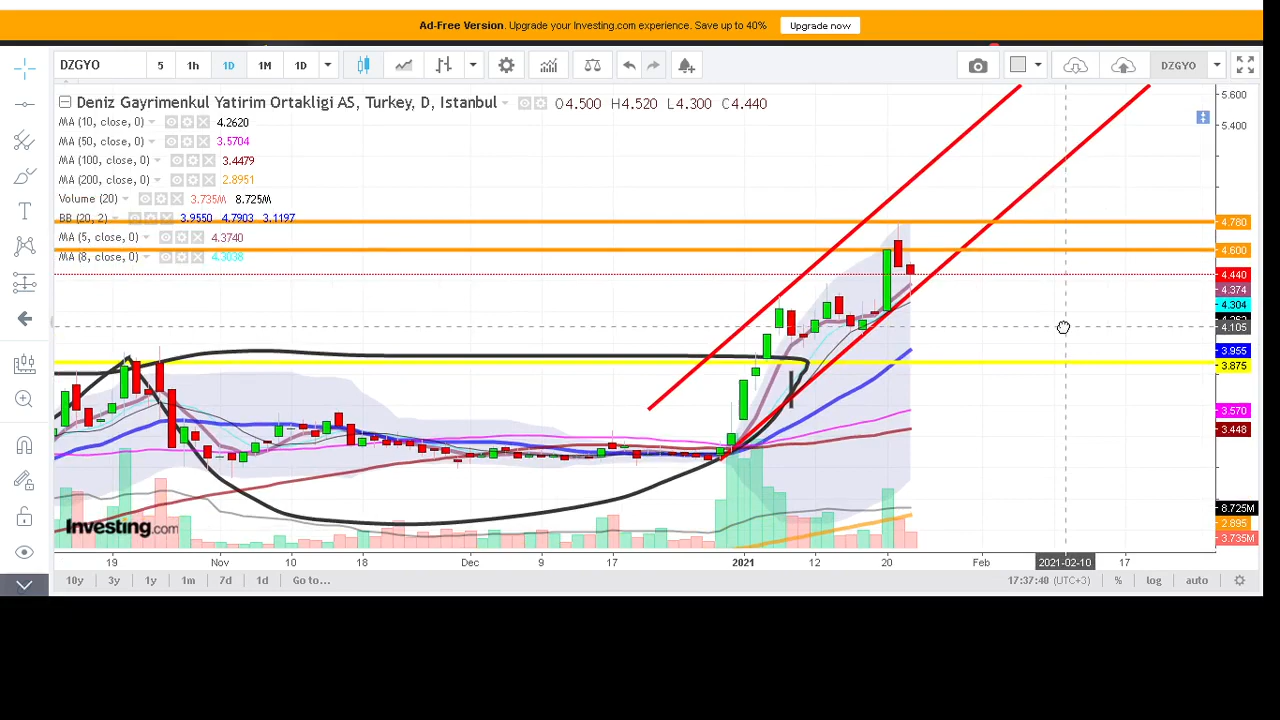 Ad-Free Version. Upgrade your Investing.com experience. Save up to 40% Upgrade now
DZGYO 5 1h 1D 1M 1D DZGYO
Deniz Gayrimenkul Yatirim Ortakligi AS, Turkey, D, Istanbul O4.500 H4.520 L4.300 C4.440
MA (10, close, 0) 4.2620
MA (50, close, 0) 3.5704
MA (100, close, 0) 3.4479
MA (200, close, 0) 2.8951
Volume (20) 3.735M 8.725M
BB (20, 2) 3.9550 4.7903 3.1197
MA (5, close, 0) 4.3740
MA (8, close, 0) 4.3038
5.600
5.400
4.780
4.600
4.440
4.374
4.304
4.105
3.955
3.875
3.570
3.448
8.725M
2.895
3.735M
Investing.com
19 Nov 10 17 Dec 9 17 2021 12 20 Feb 2021-02-10 17
10y 3y 1y 1m 7d 1d Go to... 17:37:48 (UTC+3) % log auto